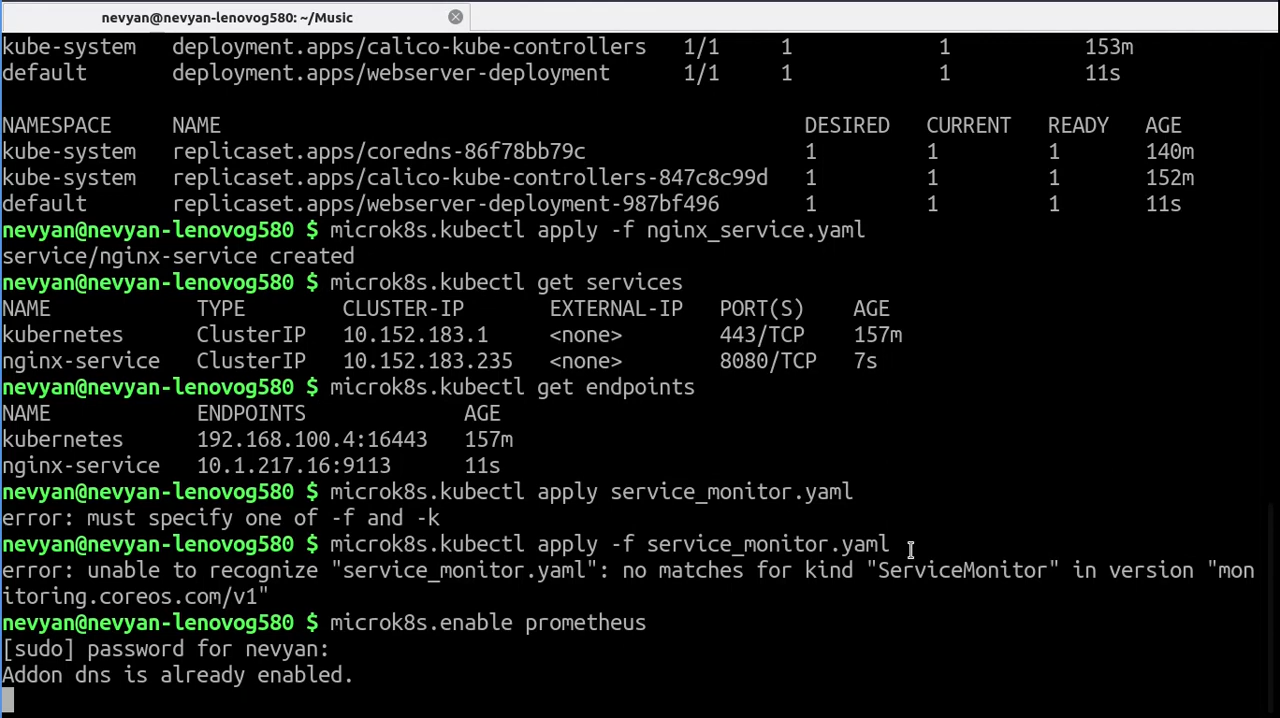 nevyan@nevyan-lenovog580: ~/Music
kube-system deployment.apps/calico-kube-controllers 1/1 1 1 153m
default deployment.apps/webserver-deployment 1/1 1 1 11s
NAMESPACE NAME DESIRED CURRENT READY AGE
kube-system replicaset.apps/coredns-86f78bb79c 1 1 1 140m
kube-system replicaset.apps/calico-kube-controllers-847c8c99d 1 1 1 152m
default replicaset.apps/webserver-deployment-987bf496 1 1 1 11s
nevyan@nevyan-lenovog580 $ microk8s.kubectl apply -f nginx_service.yaml
service/nginx-service created
nevyan@nevyan-lenovog580 $ microk8s.kubectl get services
NAME TYPE CLUSTER-IP EXTERNAL-IP PORT(S) AGE
kubernetes ClusterIP 10.152.183.1 <none> 443/TCP 157m
nginx-service ClusterIP 10.152.183.235 <none> 8080/TCP 7s
nevyan@nevyan-lenovog580 $ microk8s.kubectl get endpoints
NAME ENDPOINTS AGE
kubernetes 192.168.100.4:16443 157m
nginx-service 10.1.217.16:9113 11s
nevyan@nevyan-lenovog580 $ microk8s.kubectl apply service_monitor.yaml
error: must specify one of -f and -k
nevyan@nevyan-lenovog580 $ microk8s.kubectl apply -f service_monitor.yaml
error: unable to recognize "service_monitor.yaml": no matches for kind "ServiceMonitor" in version "mon
itoring.coreos.com/v1"
nevyan@nevyan-lenovog580 $ microk8s.enable prometheus
[sudo] password for nevyan:
Addon dns is already enabled.